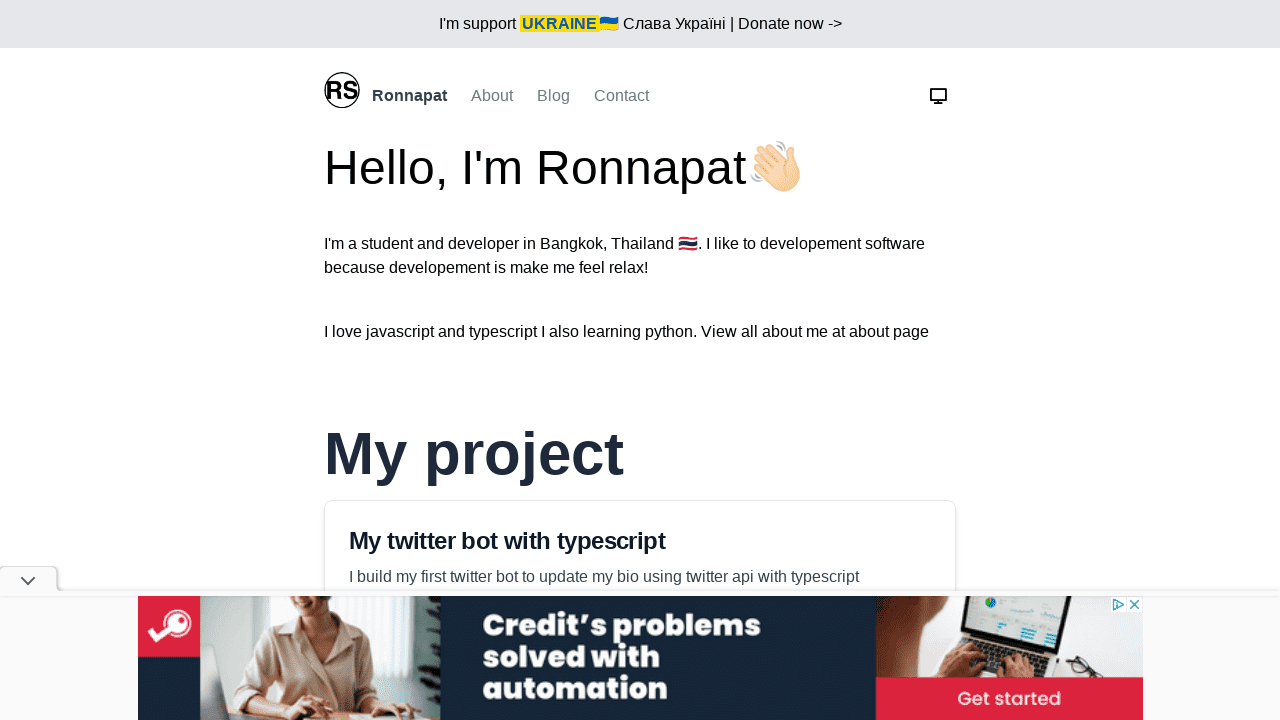 I'm support UKRAINE🇺🇦 Слава Україні | Donate now ->
RS Ronnapat About Blog Contact
Hello, I'm Ronnapat👋🏻
I'm a student and developer in Bangkok, Thailand 🇹🇭. I like to developement software
because developement is make me feel relax!
I love javascript and typescript I also learning python. View all about me at about page
My project
My twitter bot with typescript
I build my first twitter bot to update my bio using twitter api with typescript
Credit's problems
solved with
automation
Get started